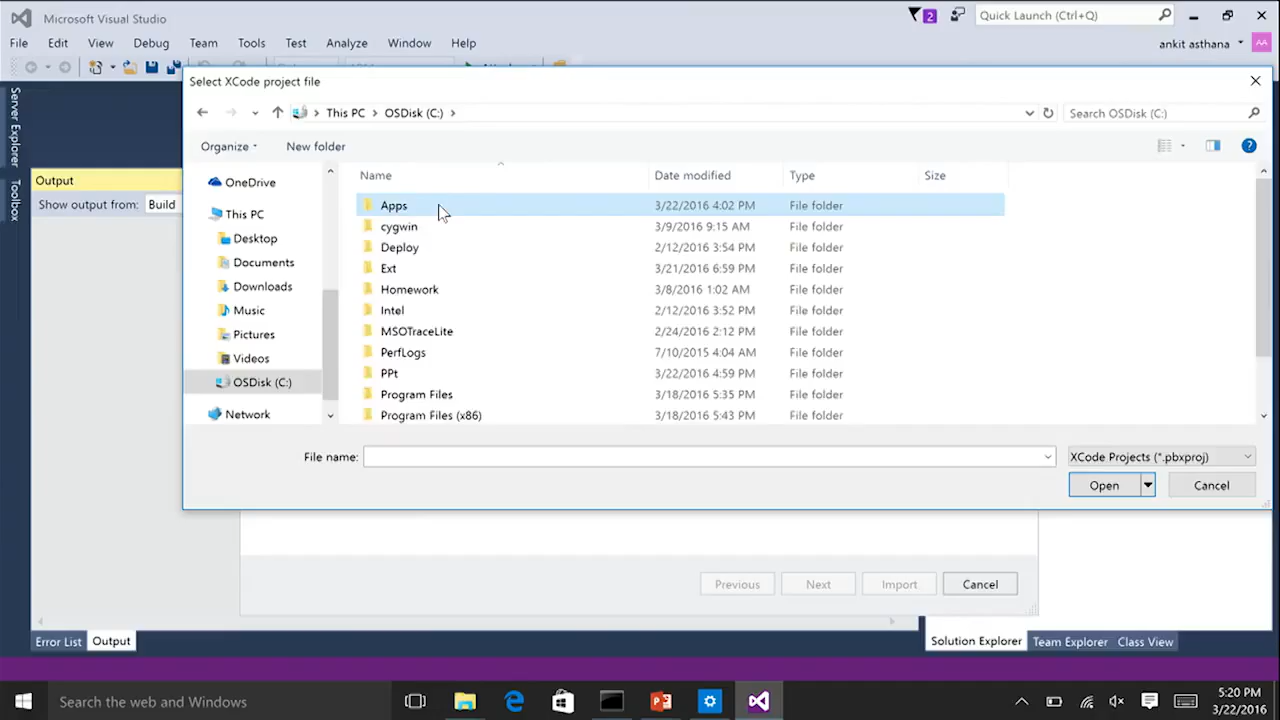 Microsoft Visual Studio
2
Quick Launch (Ctrl+Q)
File Edit View Debug Team Tools Test Analyze Window Help
ankit asthana
AA
Select XCode project file
This PC > OSDisk (C:) >
Search OSDisk (C:)
Organize
New folder
Server Explorer
Toolbox
Output
Show output from: Build
OneDrive
This PC
Desktop
Documents
Downloads
Music
Pictures
Videos
OSDisk (C:)
Network
Name Date modified Type Size
Apps 3/22/2016 4:02 PM File folder
cygwin 3/9/2016 9:15 AM File folder
Deploy 2/12/2016 3:54 PM File folder
Ext 3/21/2016 6:59 PM File folder
Homework 3/8/2016 1:02 AM File folder
Intel 2/12/2016 3:52 PM File folder
MSOTraceLite 2/24/2016 2:12 PM File folder
PerfLogs 7/10/2015 4:04 AM File folder
PPt 3/22/2016 4:59 PM File folder
Program Files 3/18/2016 5:35 PM File folder
Program Files (x86) 3/18/2016 5:43 PM File folder
File name:
XCode Projects (*.pbxproj)
Open
Cancel
Previous
Next
Import
Cancel
Error List
Output
Solution Explorer
Team Explorer
Class View
Search the web and Windows
5:20 PM
3/22/2016